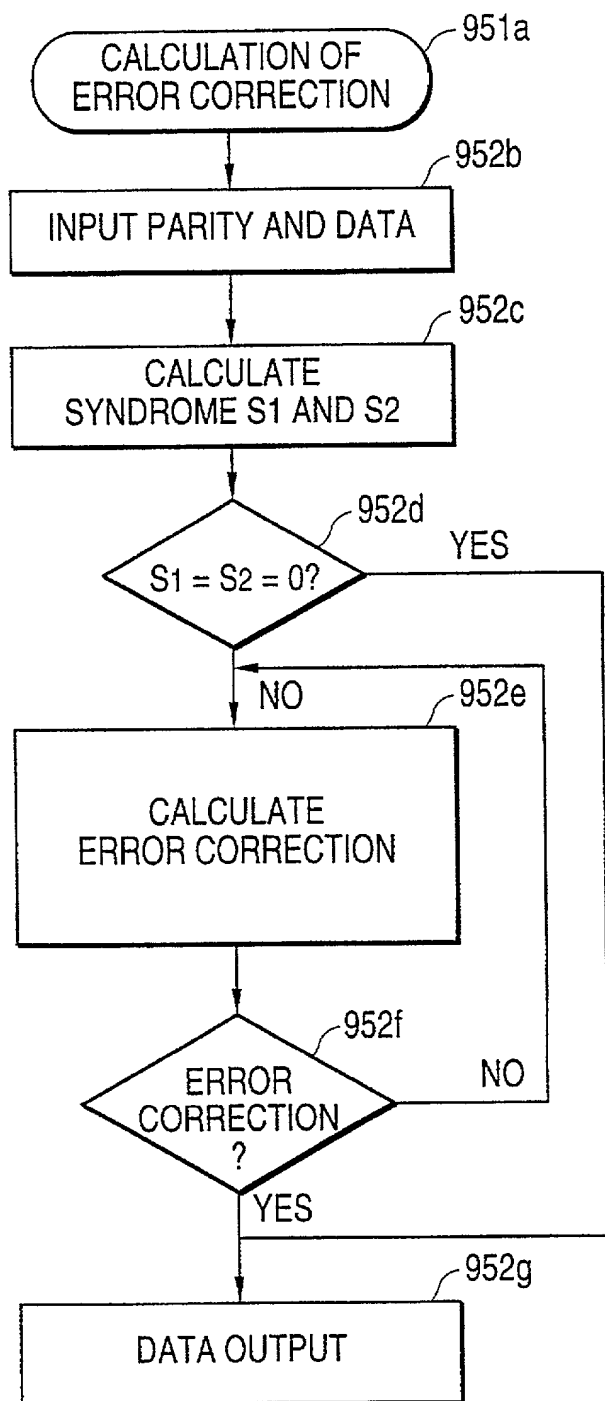 951a
CALCULATION OF
ERROR CORRECTION
952b
INPUT PARITY AND DATA
952c
CALCULATE
SYNDROME S1 AND S2
952d
YES
S1 = S2 = 0?
NO
952e
CALCULATE
ERROR CORRECTION
952f
ERROR
CORRECTION
?
NO
YES
952g
DATA OUTPUT